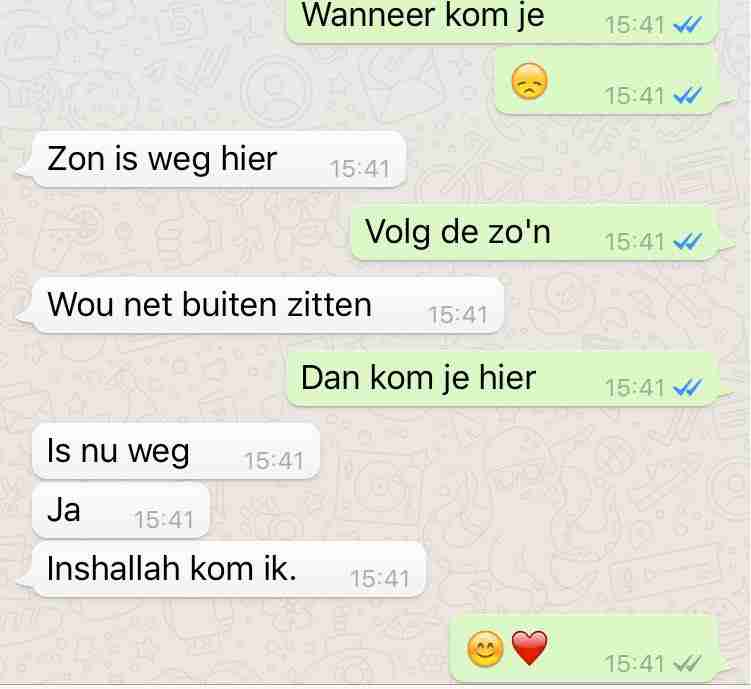 Wanneer kom je 15:41
😞 15:41
Zon is weg hier 15:41
Volg de zo'n 15:41
Wou net buiten zitten 15:41
Dan kom je hier 15:41
Is nu weg 15:41
Ja 15:41
Inshallah kom ik. 15:41
😊❤️ 15:41